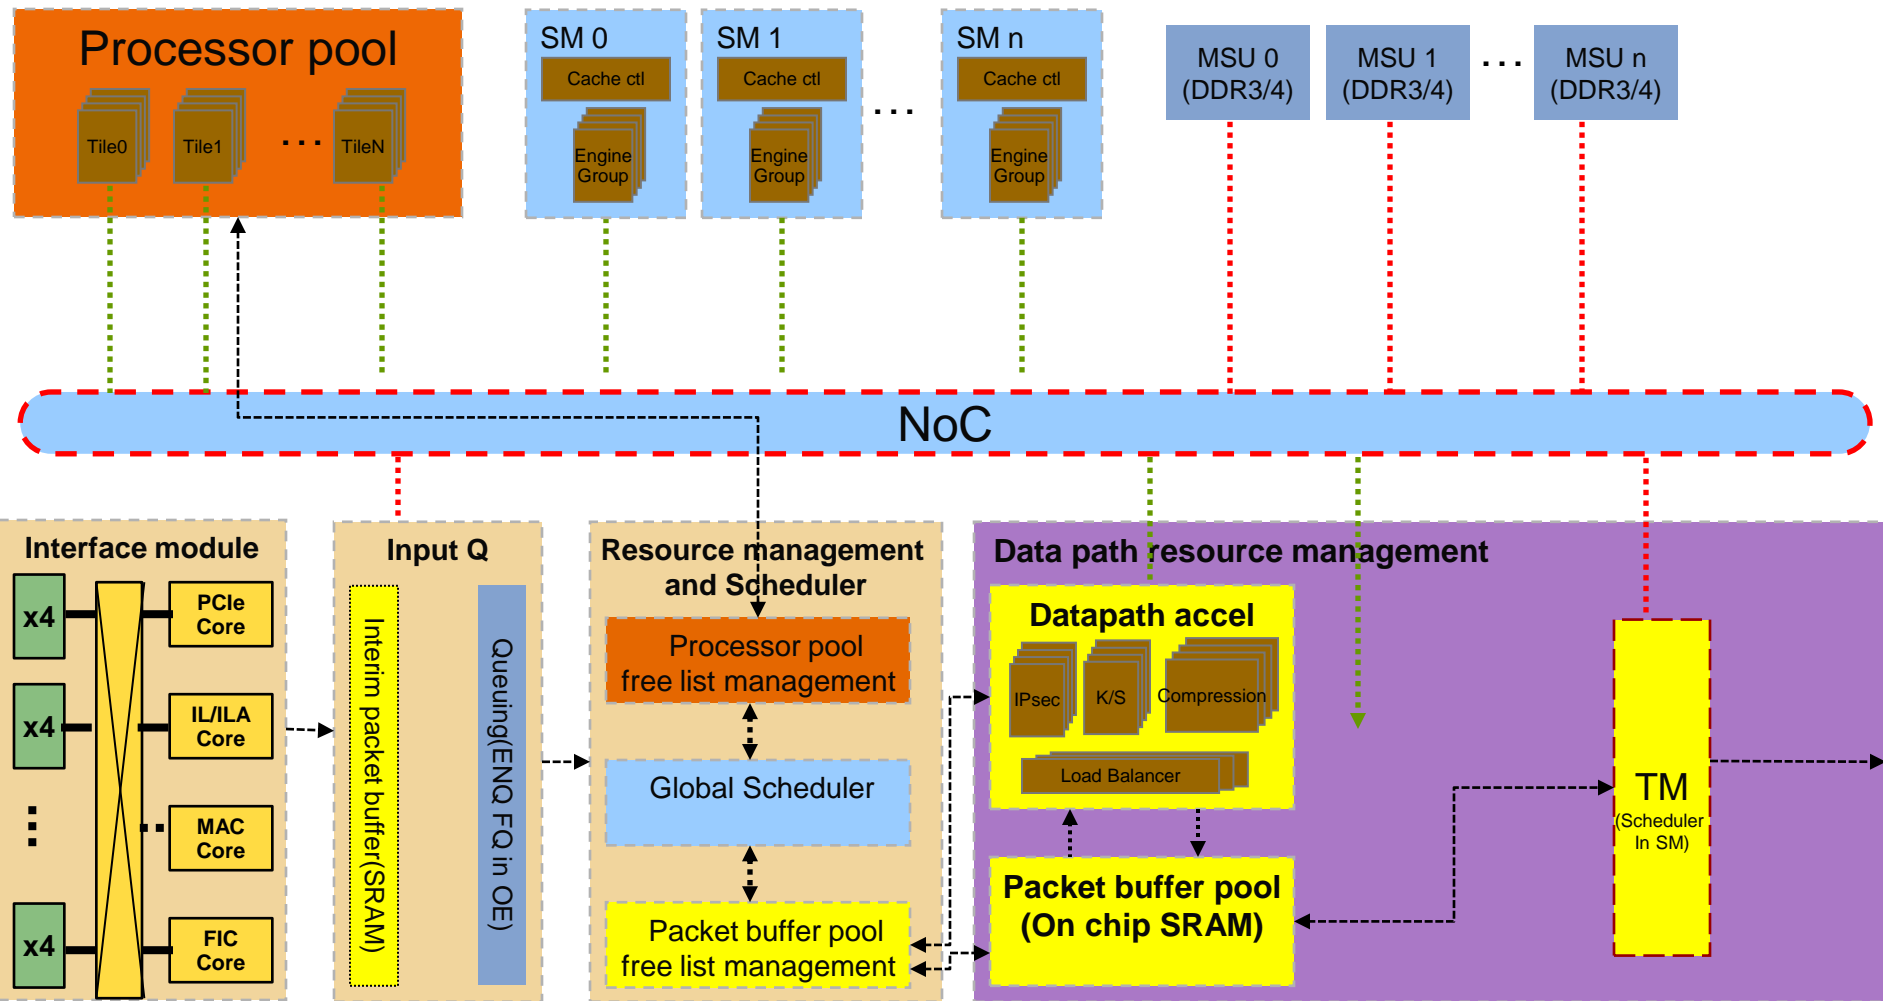 Processor pool
Tile0
Tile1
...
TileN
SM 0
Cache ctl
Engine
Group
SM 1
Cache ctl
Engine
Group
...
SM n
Cache ctl
Engine
Group
MSU 0
(DDR3/4)
MSU 1
(DDR3/4)
...
MSU n
(DDR3/4)
NoC
Interface module
x4
x4
x4
PCIe
Core
IL/ILA
Core
MAC
Core
FIC
Core
Input Q
Interim packet buffer(SRAM)
Queuing(ENQ FQ in OE)
Resource management
and Scheduler
Processor pool
free list management
Global Scheduler
Packet buffer pool
free list management
Data path resource management
Datapath accel
IPsec
K/S
Compression
Load Balancer
Packet buffer pool
(On chip SRAM)
TM
(Scheduler
In SM)